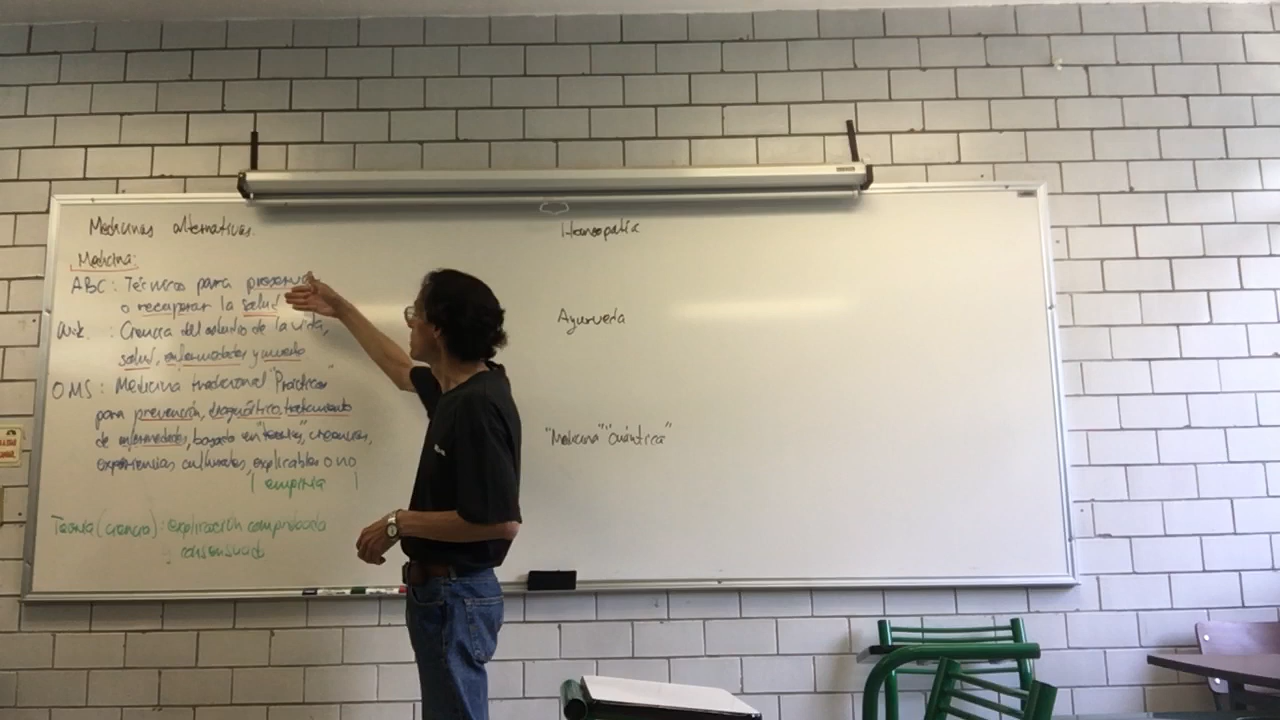 Medicinas alternativas.
Medicina:
ABC: Técnicas para preservar
o recuperar la salud
Wik. : Ciencia del estudio de la vida,
salud, enfermedades y muerte
OMS: Medicina tradicional "Prácticas"
para prevención, diagnóstico, tratamiento
de enfermedades, basado en "teorías", creencias,
experiencias culturales, explicables o no
( empiria )
Teoría (ciencia): explicación comprobada
consensuada
Homeopatía
Ayurveda
"Medicina" "cuántica"